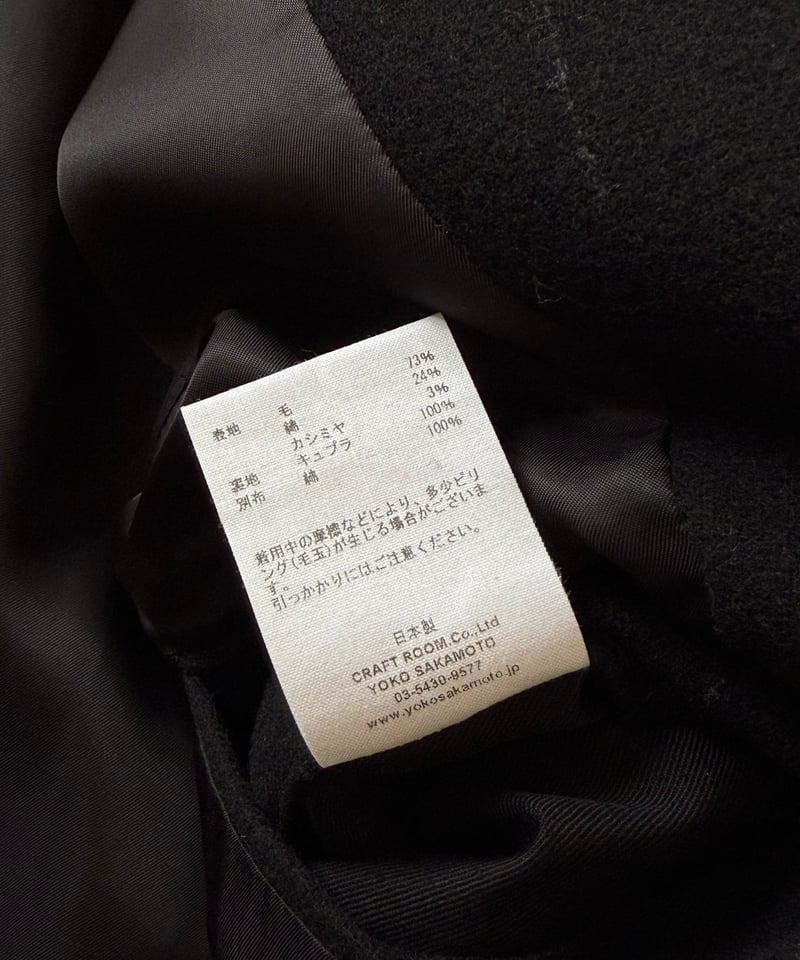 表地 毛 73%
綿 24%
カシミヤ 3%
裏地 キュプラ 100%
別布 綿 100%
着用中の摩擦などにより、多少ピリ
ング(毛玉)が生じる場合がございま
す。
引っかかりにはご注意ください。
日本製
CRAFT ROOM.Co.,Ltd
YOKO SAKAMOTO
03-5430-9577
www.yokosakamoto.jp